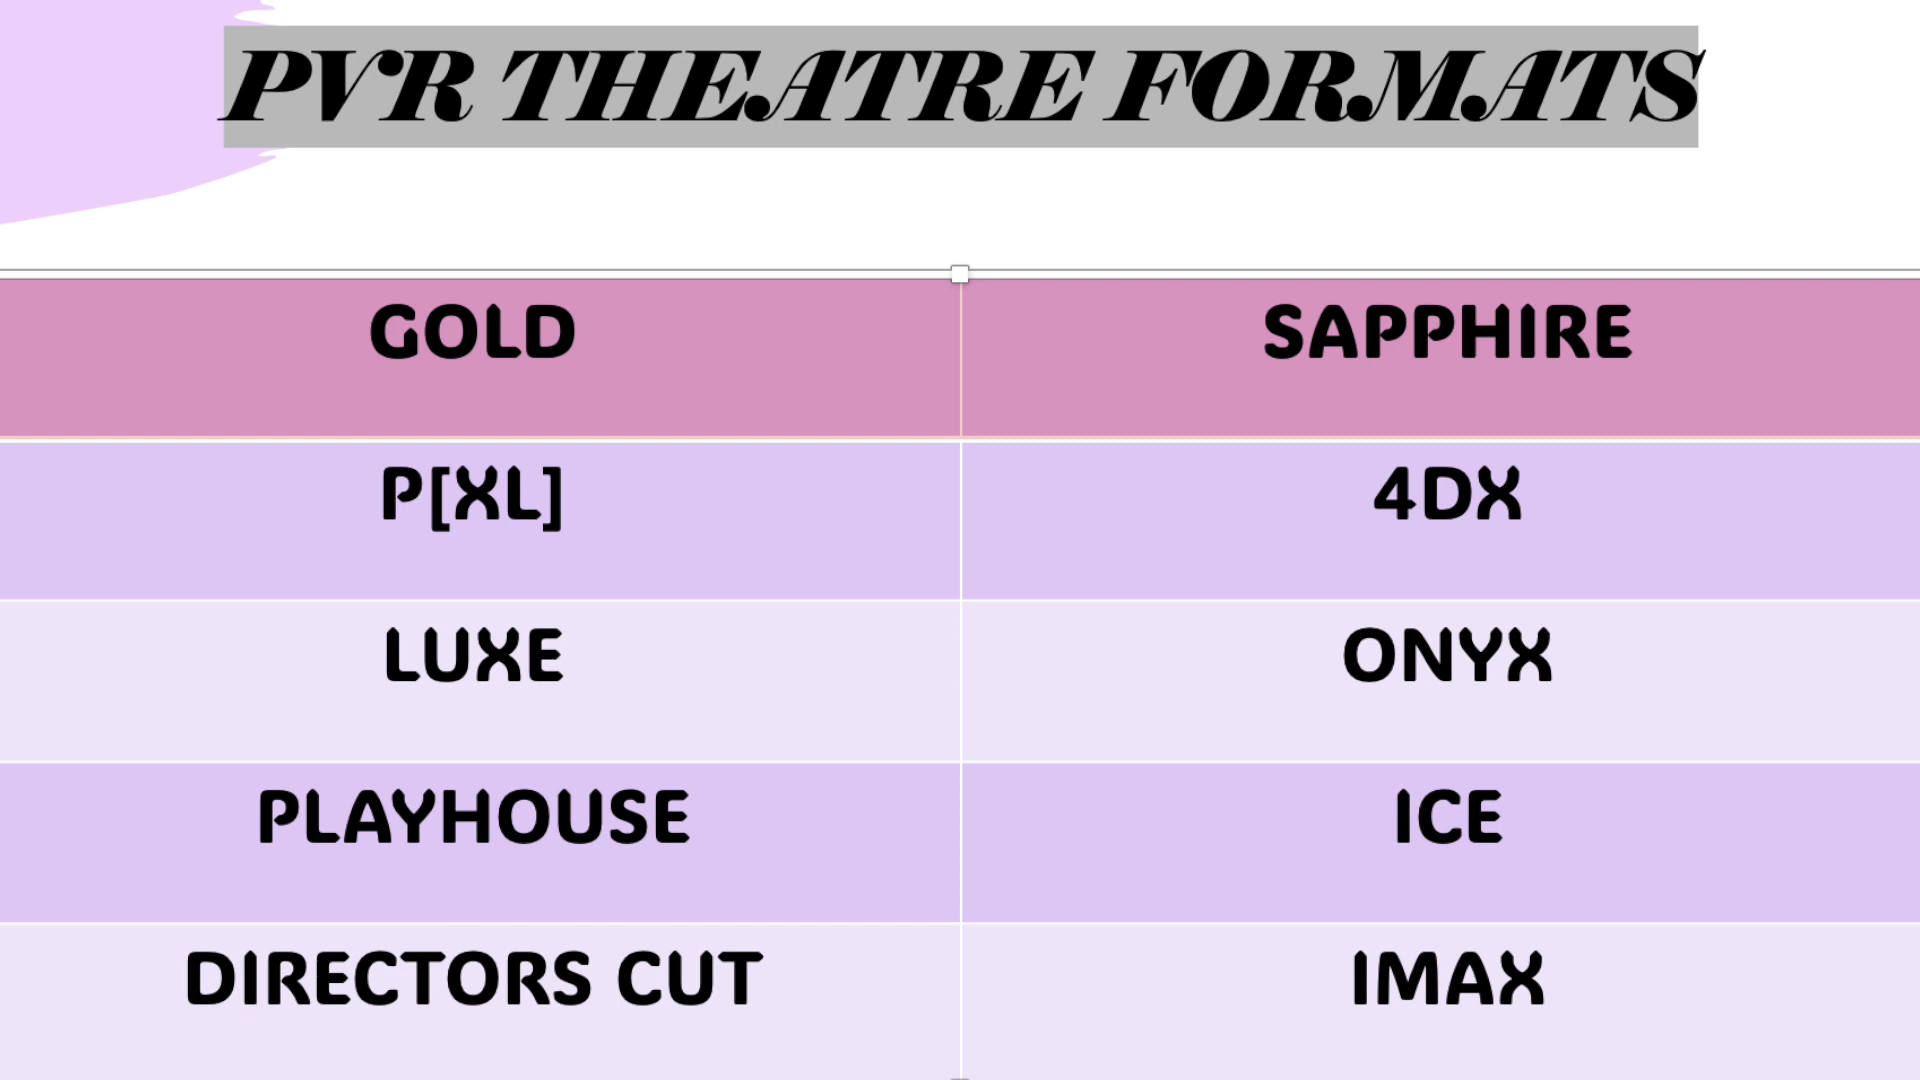 PVR THEATRE FORMATS
GOLD
SAPPHIRE
P[XL]
4DX
LUXE
ONYX
PLAYHOUSE
ICE
DIRECTORS CUT
IMAX